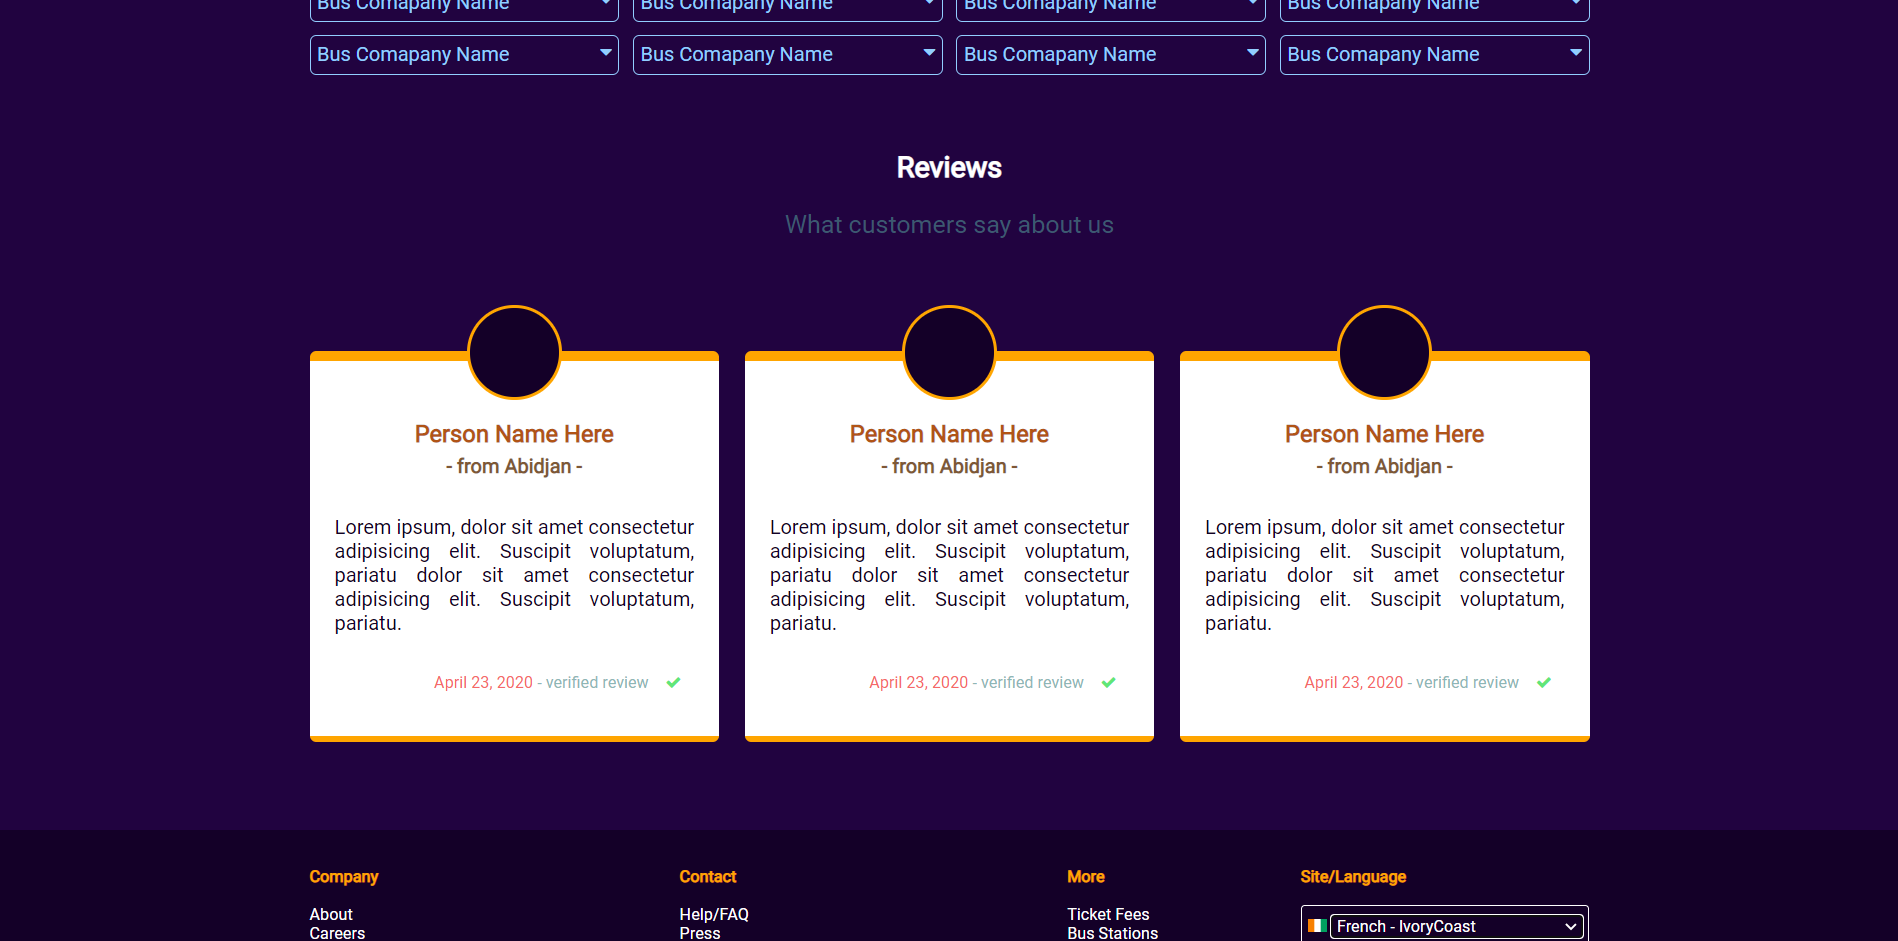 Bus Comapany Name Bus Comapany Name Bus Comapany Name Bus Comapany Name
Bus Comapany Name Bus Comapany Name Bus Comapany Name Bus Comapany Name
Reviews
What customers say about us
Person Name Here
- from Abidjan -
Lorem ipsum, dolor sit amet consectetur
adipisicing elit. Suscipit voluptatum,
pariatu dolor sit amet consectetur
adipisicing elit. Suscipit voluptatum,
pariatu.
April 23, 2020 - verified review
Person Name Here
- from Abidjan -
Lorem ipsum, dolor sit amet consectetur
adipisicing elit. Suscipit voluptatum,
pariatu dolor sit amet consectetur
adipisicing elit. Suscipit voluptatum,
pariatu.
April 23, 2020 - verified review
Person Name Here
- from Abidjan -
Lorem ipsum, dolor sit amet consectetur
adipisicing elit. Suscipit voluptatum,
pariatu dolor sit amet consectetur
adipisicing elit. Suscipit voluptatum,
pariatu.
April 23, 2020 - verified review
Company
About
Careers
Contact
Help/FAQ
Press
More
Ticket Fees
Bus Stations
Site/Language
French - IvoryCoast